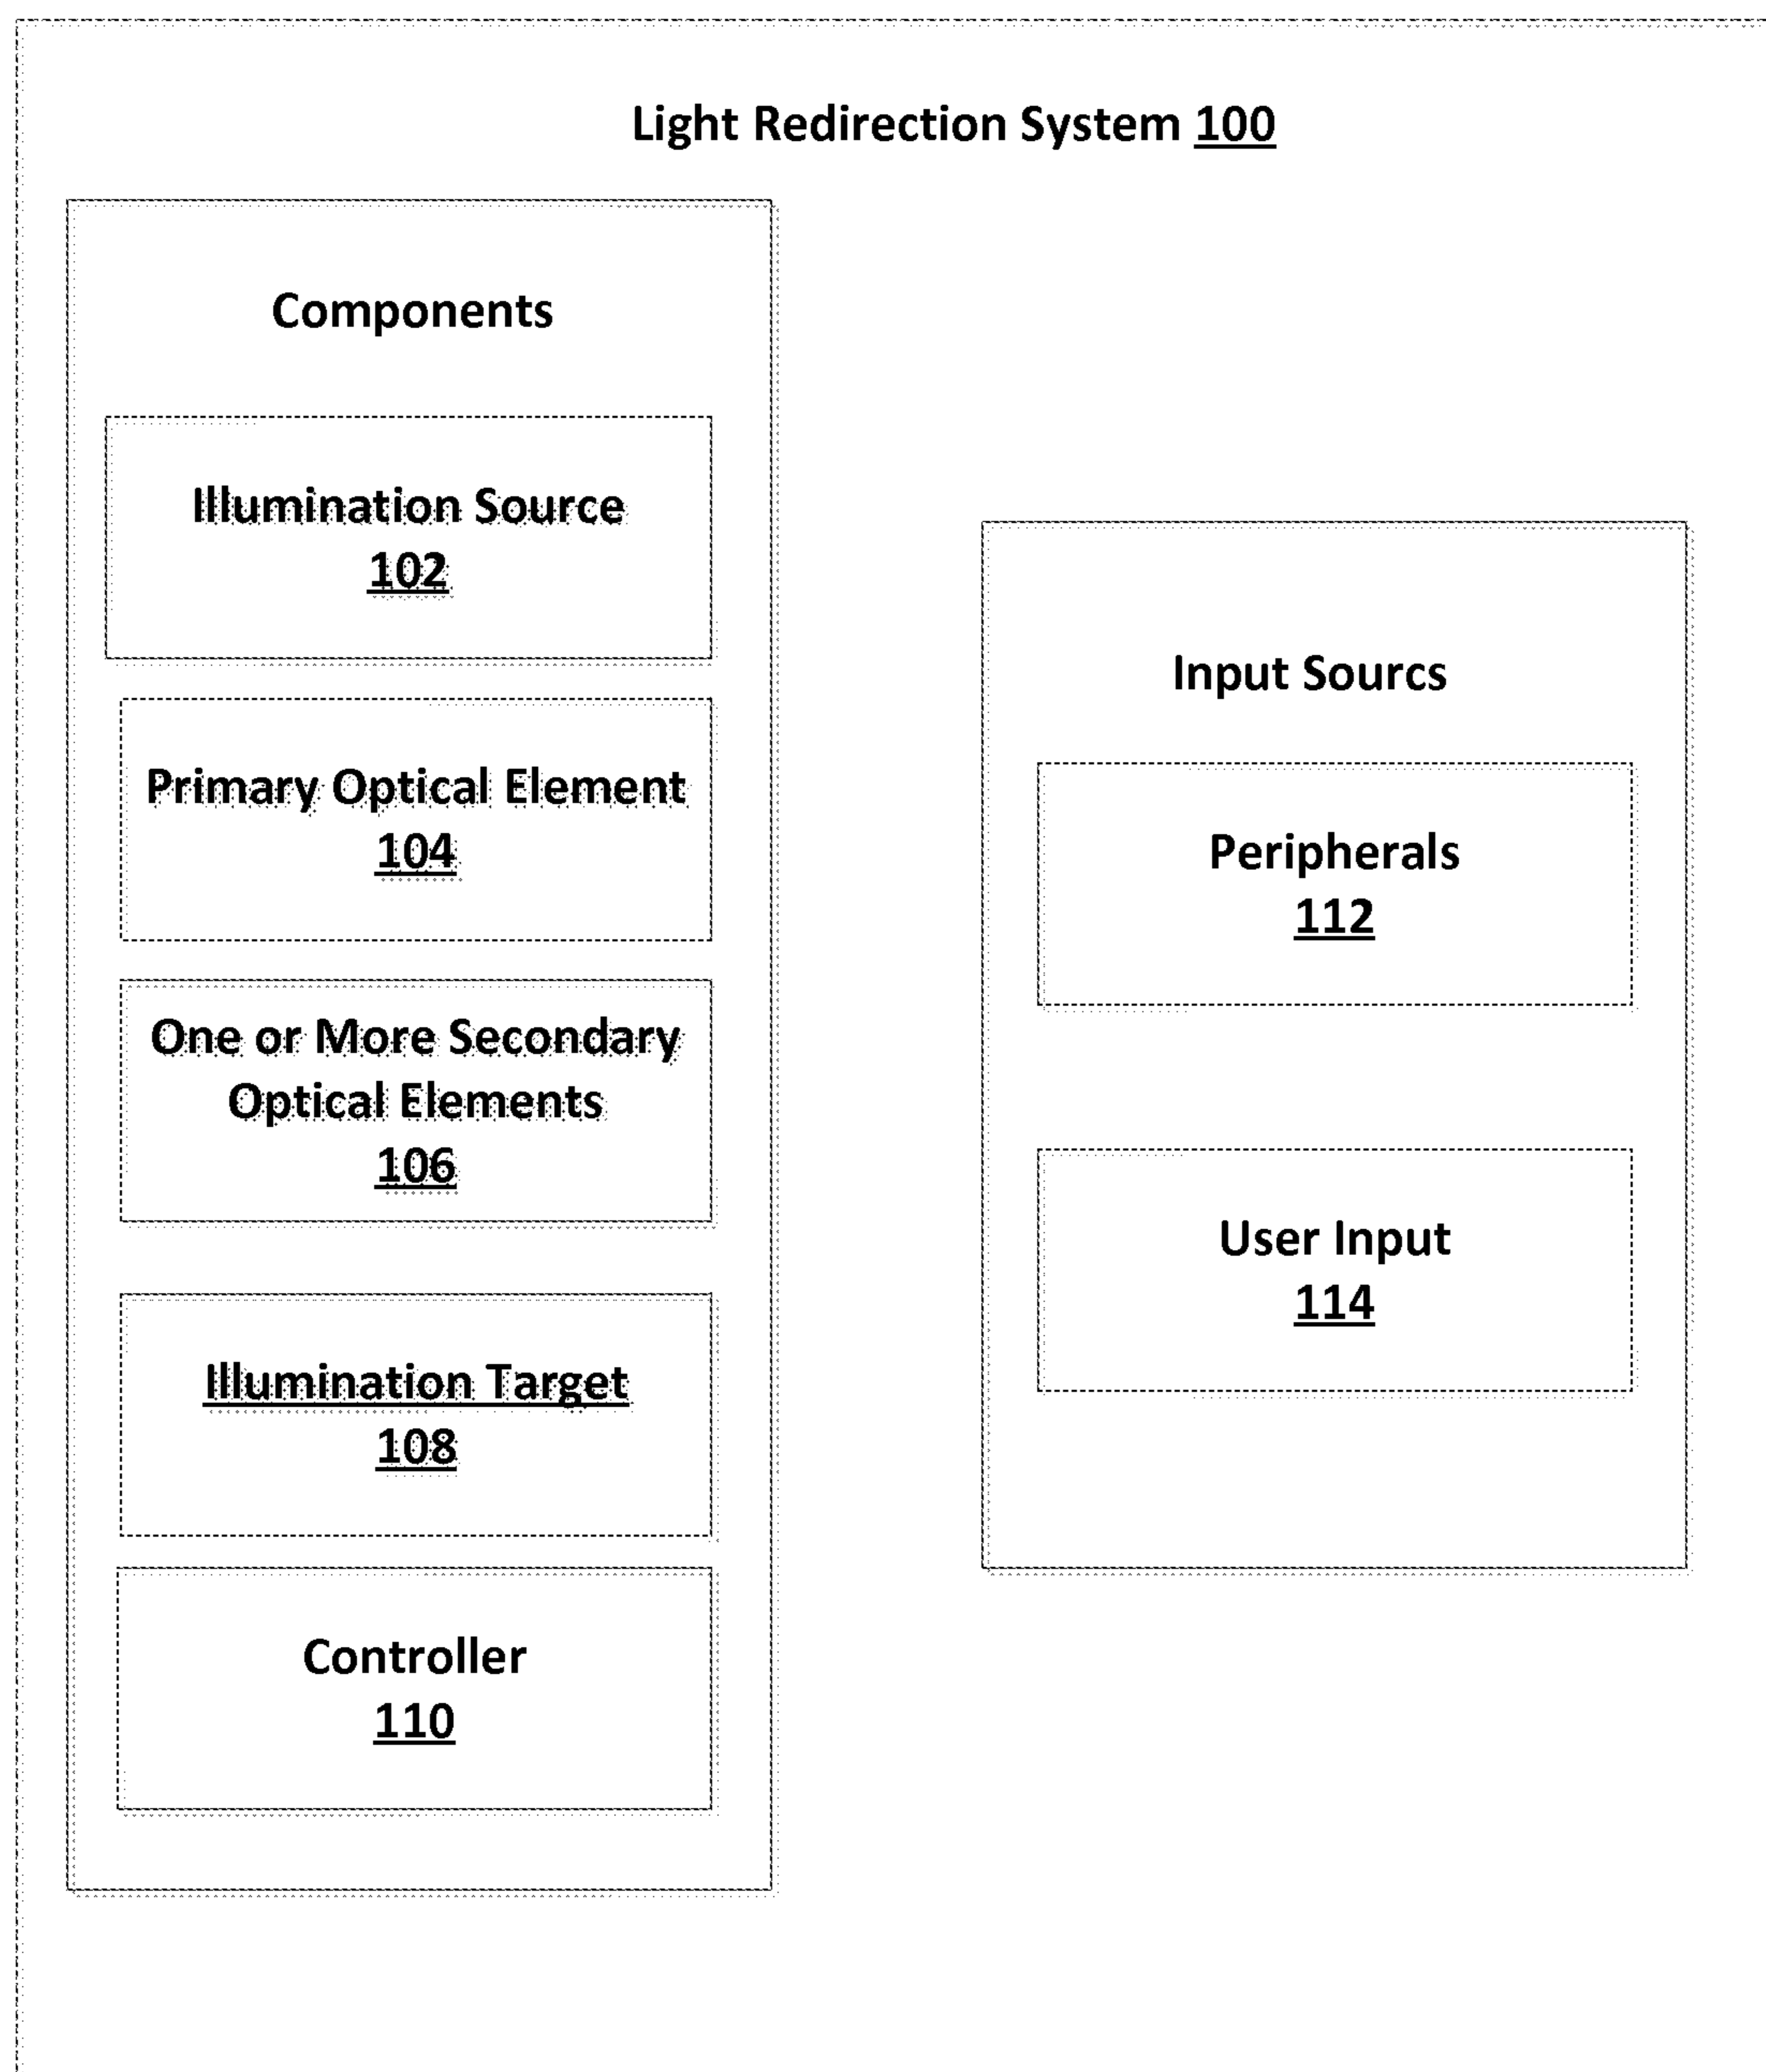 Light Redirection System 100
Components
Illumination Source
102
Primary Optical Element
104
One or More Secondary
Optical Elements
106
Illumination Target
108
Controller
110
Input Sourcs
Peripherals
112
User Input
114